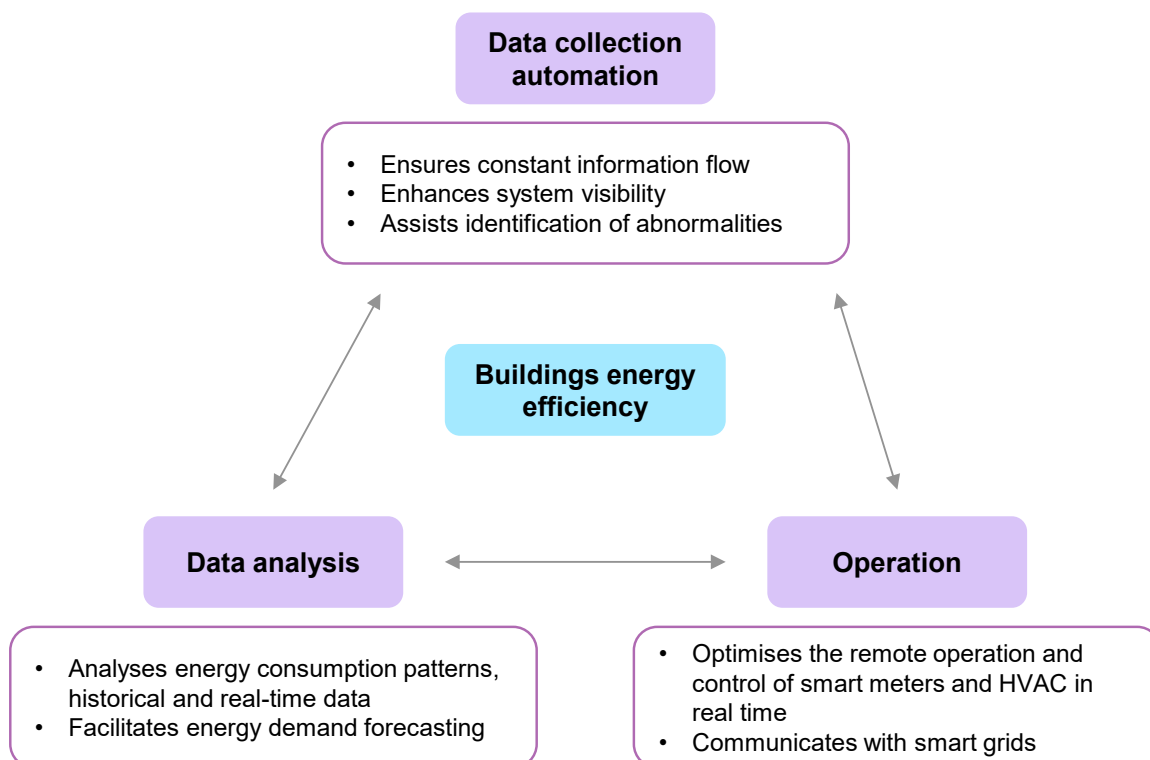 Data collection
automation
• Ensures constant information flow
• Enhances system visibility
• Assists identification of abnormalities
Buildings energy
efficiency
Data analysis
Operation
• Analyses energy consumption patterns,
historical and real-time data
• Facilitates energy demand forecasting
• Optimises the remote operation and
control of smart meters and HVAC in
real time
• Communicates with smart grids